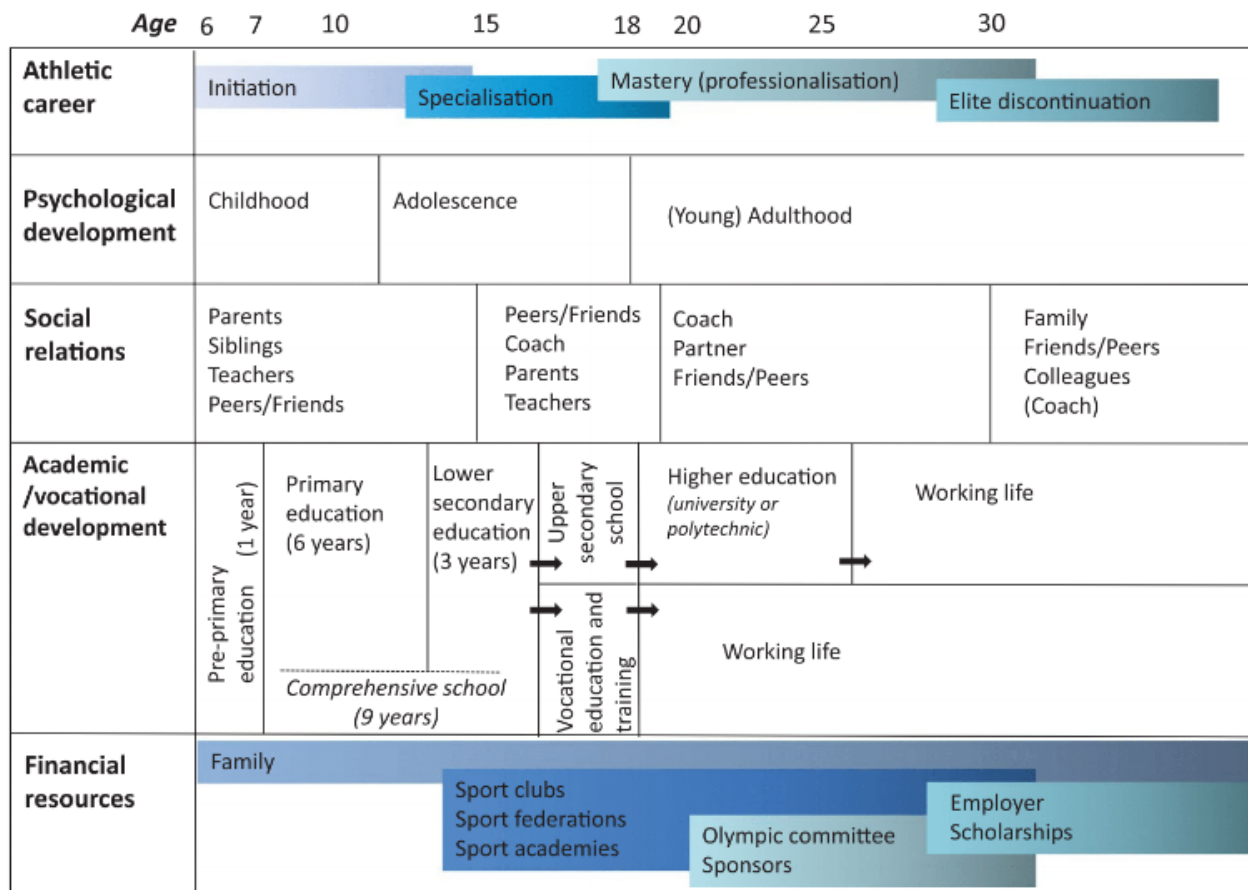 Age 6 7 10 15 18 20 25 30
Athletic
career
Initiation
Specialisation
Mastery (professionalisation)
Elite discontinuation
Psychological
development
Childhood
Adolescence
(Young) Adulthood
Social
relations
Parents
Siblings
Teachers
Peers/Friends
Peers/Friends
Coach
Parents
Teachers
Coach
Partner
Friends/Peers
Family
Friends/Peers
Colleagues
(Coach)
Academic
/vocational
development
Pre-primary
education (1 year)
Primary
education
(6 years)
Lower
secondary
education
(3 years)
Comprehensive school
(9 years)
Upper
secondary
school
Vocational
education and
training
Higher education
(university or
polytechnic)
Working life
Working life
Financial
resources
Family
Sport clubs
Sport federations
Sport academies
Olympic committee
Sponsors
Employer
Scholarships